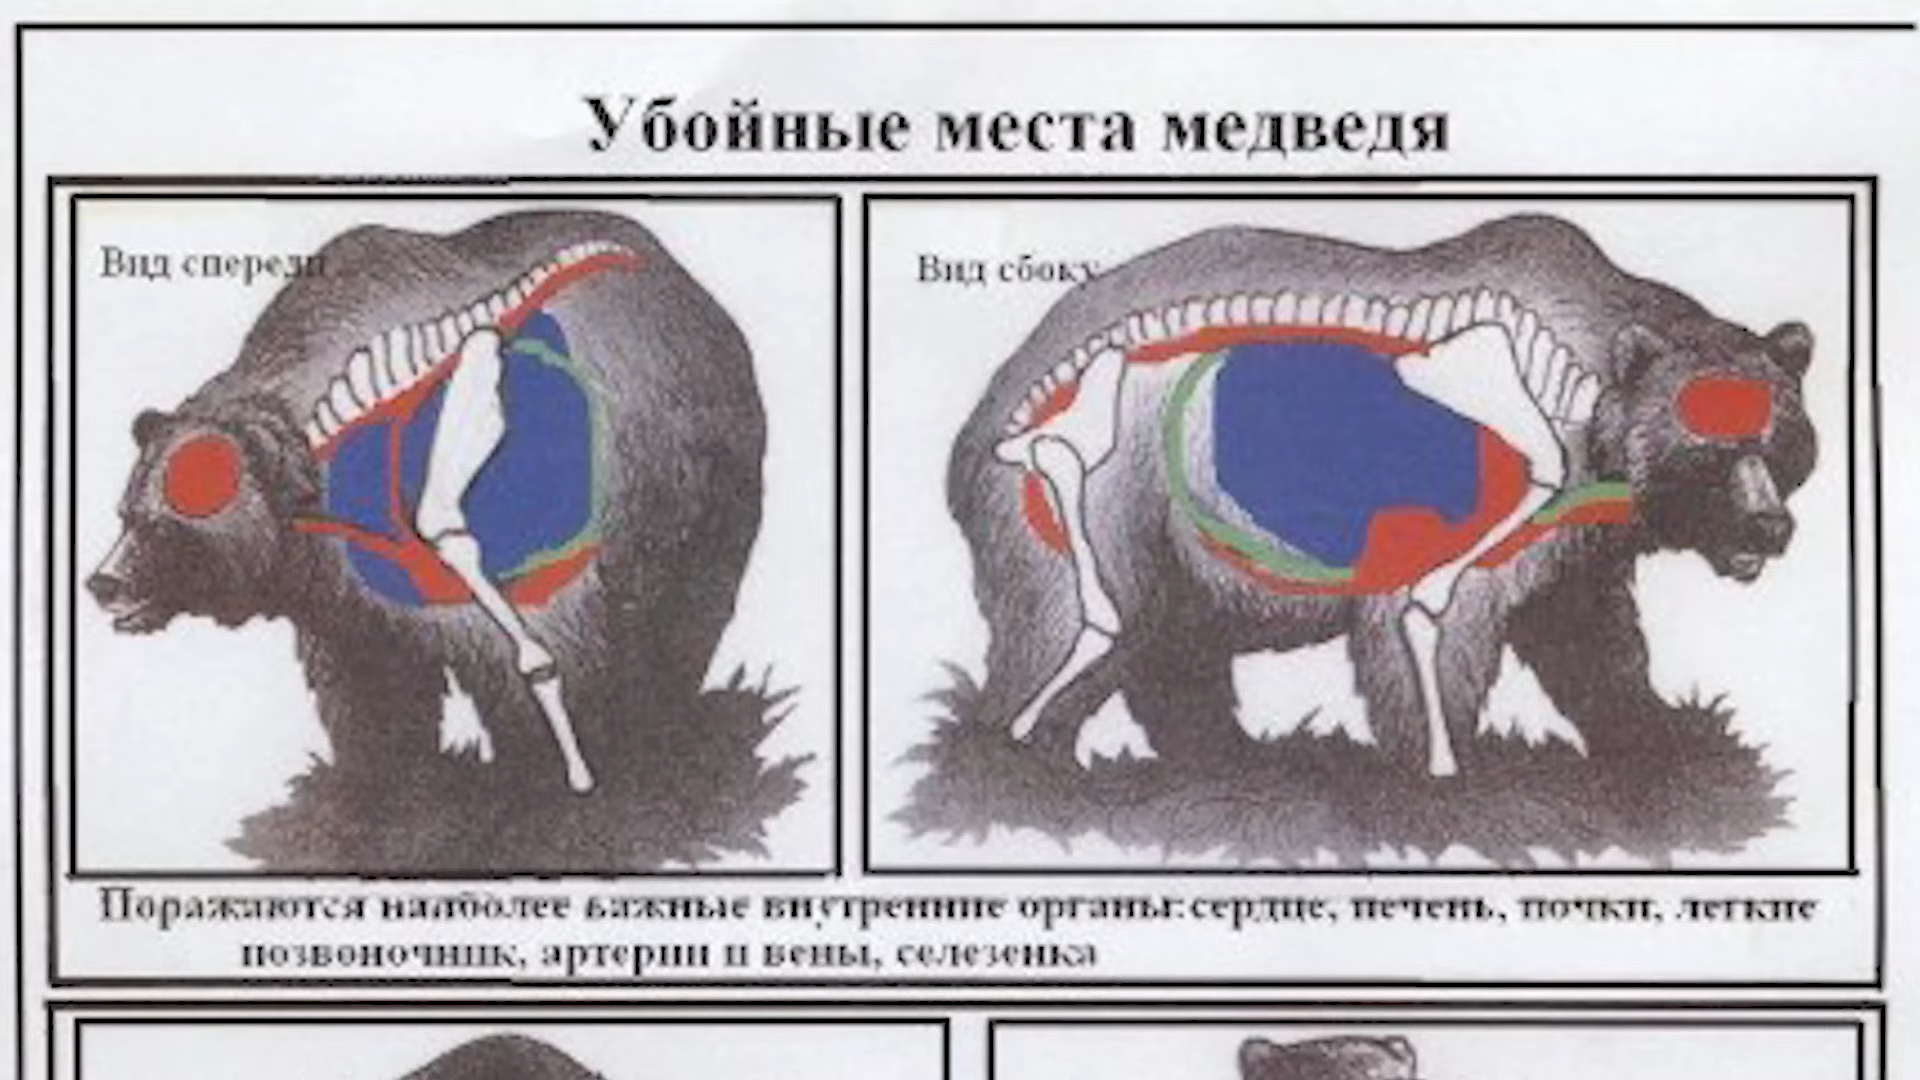 Убойные места медведя
Вид спереди
Вид сбоку
Поражаются наиболее важные внутренние органы:сердце, печень, почки, легкие
позвоночник, артерии и вены, селезенка